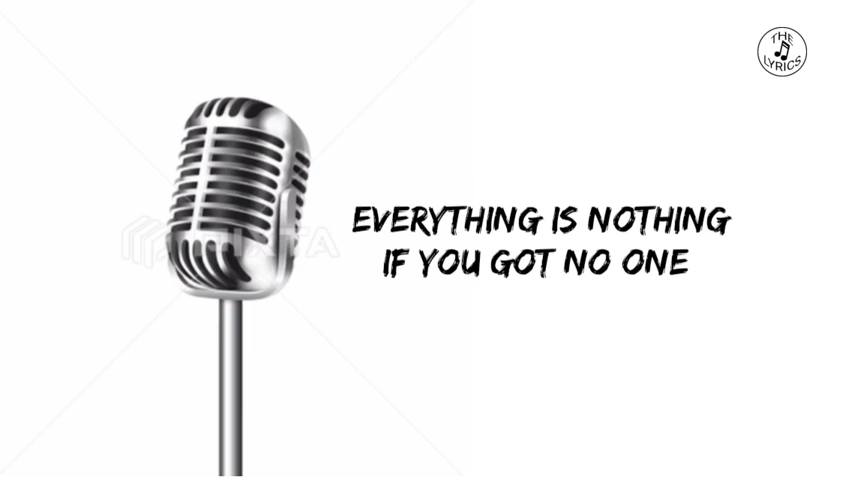 THE
LYRICS
EVERYTHING IS NOTHING
IF YOU GOT NO ONE